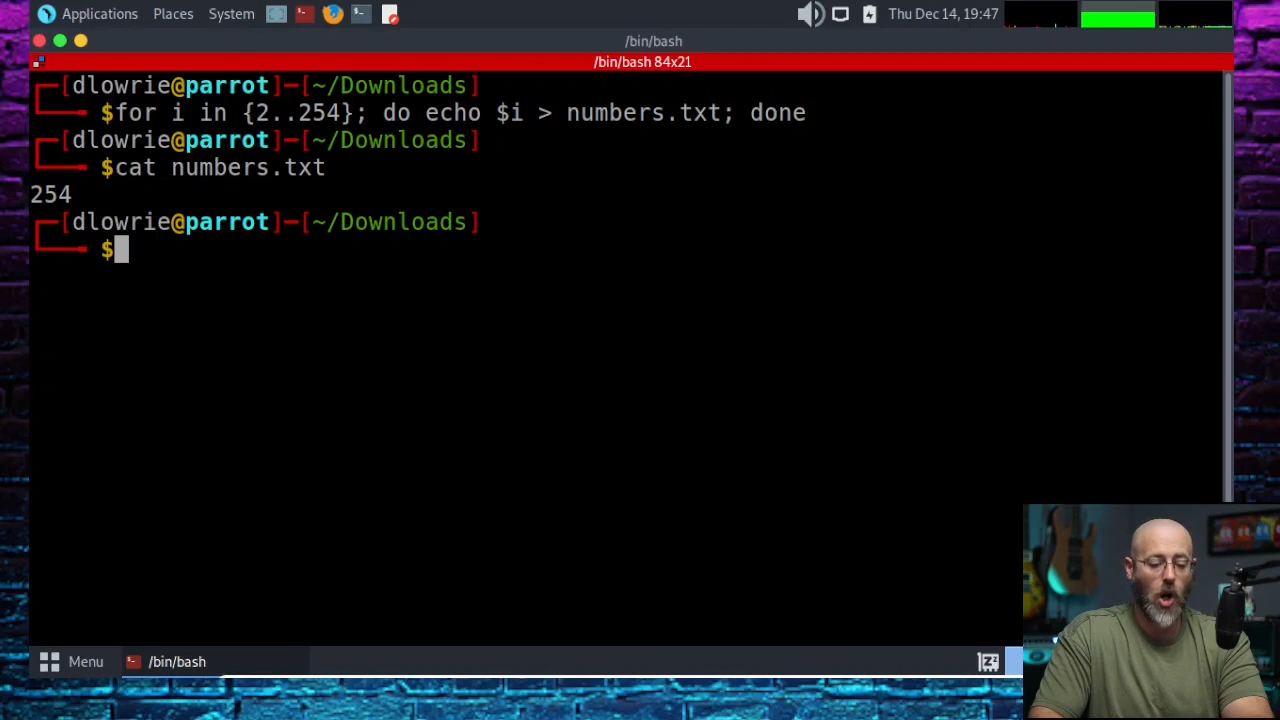 Applications Places System Thu Dec 14, 19:47
/bin/bash
/bin/bash 84x21
[dlowrie@parrot]─[~/Downloads]
$for i in {2..254}; do echo $i > numbers.txt; done
[dlowrie@parrot]─[~/Downloads]
$cat numbers.txt
254
[dlowrie@parrot]─[~/Downloads]
$
Menu /bin/bash